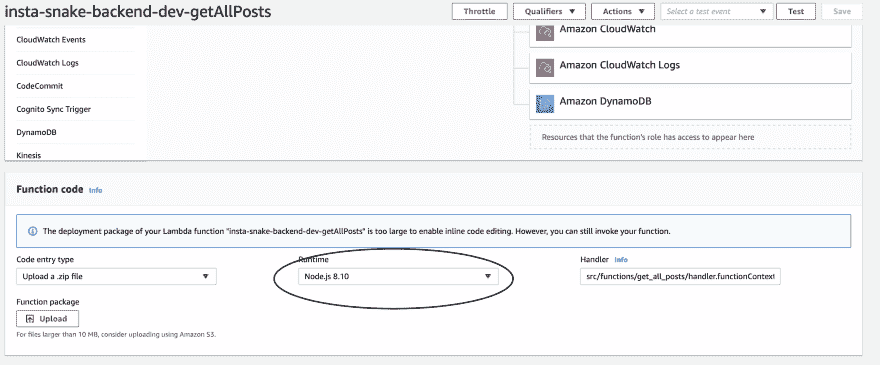 insta-snake-backend-dev-getAllPosts
Throttle
Qualifiers
Actions
Select a test event
Test
Save
CloudWatch Events
CloudWatch Logs
CodeCommit
Cognito Sync Trigger
DynamoDB
Kinesis
Amazon CloudWatch
Amazon CloudWatch Logs
Amazon DynamoDB
Resources that the function's role has access to appear here
Function code Info
The deployment package of your Lambda function "insta-snake-backend-dev-getAllPosts" is too large to enable inline code editing. However, you can still invoke your function.
Code entry type
Upload a .zip file
Runtime
Node.js 8.10
Handler Info
src/functions/get_all_posts/handler.functionContext
Function package
Upload
For files larger than 10 MB, consider uploading using Amazon S3.